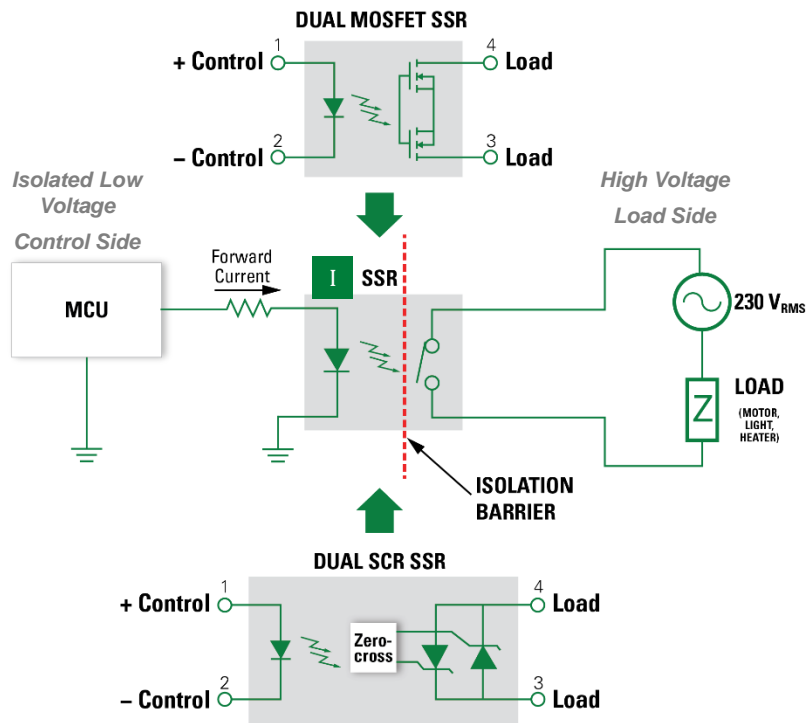 DUAL MOSFET SSR
1
4
+ Control
Load
2
3
– Control
Load
Isolated Low
Voltage
Control Side
High Voltage
Load Side
Forward
Current
I
SSR
MCU
230 VRMS
Z
LOAD
(MOTOR,
LIGHT,
HEATER)
ISOLATION
BARRIER
DUAL SCR SSR
1
4
+ Control
Load
Zero-
cross
2
3
– Control
Load